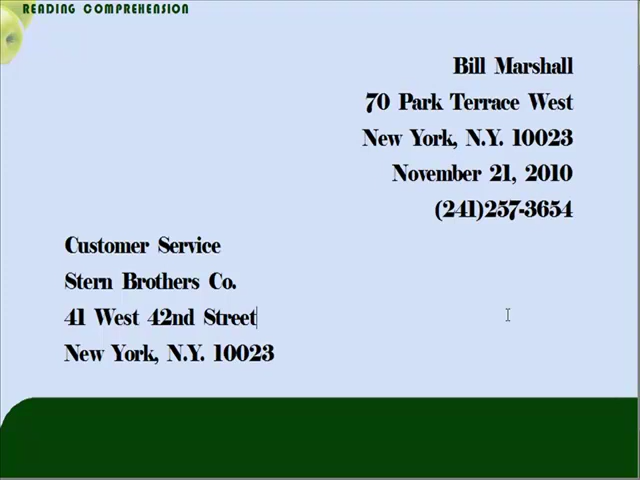 READING COMPREHENSION
Bill Marshall
70 Park Terrace West
New York, N.Y. 10023
November 21, 2010
(241)257-3654
Customer Service
Stern Brothers Co.
41 West 42nd Street
New York, N.Y. 10023